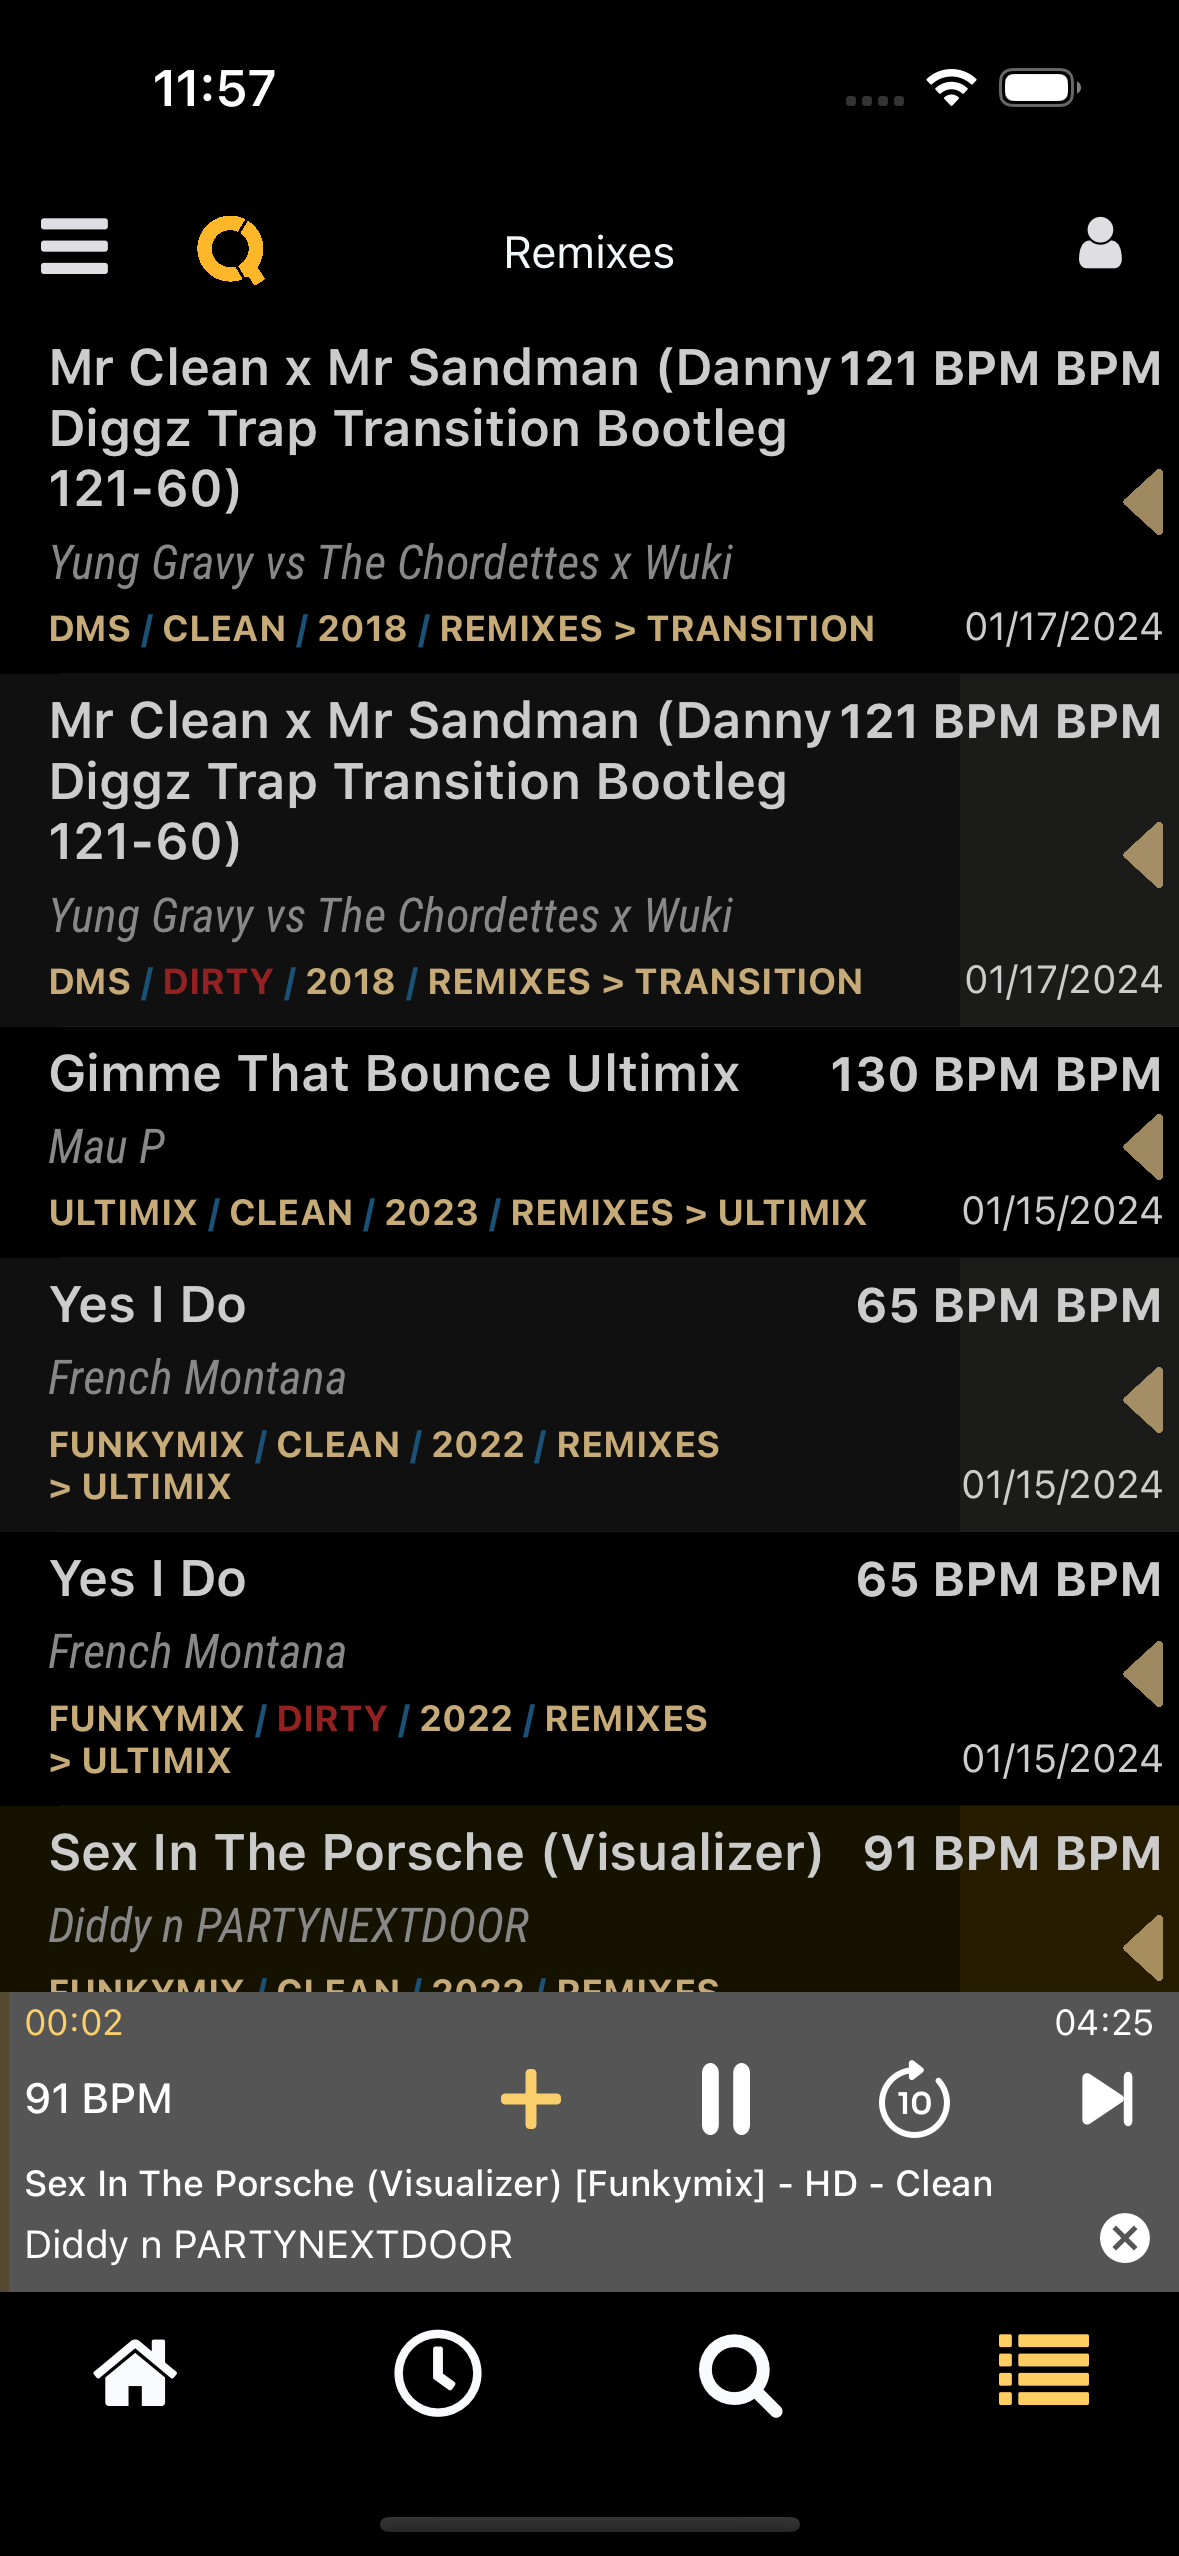 11:57
Remixes
Mr Clean x Mr Sandman (Danny 121 BPM BPM
Diggz Trap Transition Bootleg
121-60)
Yung Gravy vs The Chordettes x Wuki
DMS / CLEAN / 2018 / REMIXES > TRANSITION 01/17/2024
Mr Clean x Mr Sandman (Danny 121 BPM BPM
Diggz Trap Transition Bootleg
121-60)
Yung Gravy vs The Chordettes x Wuki
DMS / DIRTY / 2018 / REMIXES > TRANSITION 01/17/2024
Gimme That Bounce Ultimix 130 BPM BPM
Mau P
ULTIMIX / CLEAN / 2023 / REMIXES > ULTIMIX 01/15/2024
Yes I Do 65 BPM BPM
French Montana
FUNKYMIX / CLEAN / 2022 / REMIXES
> ULTIMIX 01/15/2024
Yes I Do 65 BPM BPM
French Montana
FUNKYMIX / DIRTY / 2022 / REMIXES
> ULTIMIX 01/15/2024
Sex In The Porsche (Visualizer) 91 BPM BPM
Diddy n PARTYNEXTDOOR
FUNKYMIX / CLEAN / 2022 / REMIXES
00:02 04:25
91 BPM 10
Sex In The Porsche (Visualizer) [Funkymix] - HD - Clean
Diddy n PARTYNEXTDOOR